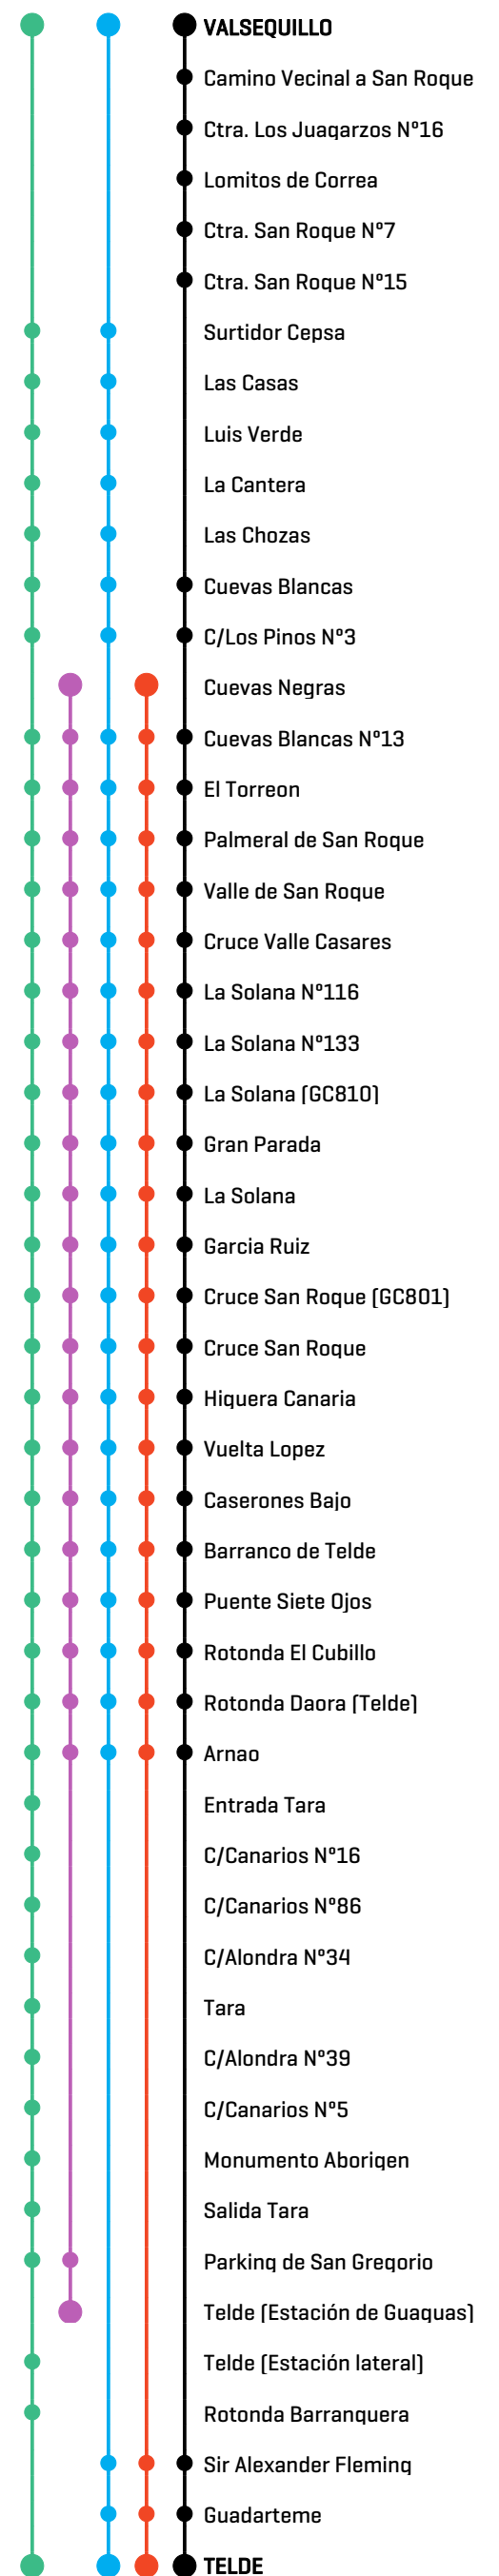 VALSEQUILLO
Camino Vecinal a San Roque
Ctra. Los Juagarzos Nº16
Lomitos de Correa
Ctra. San Roque Nº7
Ctra. San Roque Nº15
Surtidor Cepsa
Las Casas
Luis Verde
La Cantera
Las Chozas
Cuevas Blancas
C/Los Pinos Nº3
Cuevas Negras
Cuevas Blancas Nº13
El Torreon
Palmeral de San Roque
Valle de San Roque
Cruce Valle Casares
La Solana Nº116
La Solana Nº133
La Solana (GC810)
Gran Parada
La Solana
Garcia Ruiz
Cruce San Roque (GC801)
Cruce San Roque
Higuera Canaria
Vuelta Lopez
Caserones Bajo
Barranco de Telde
Puente Siete Ojos
Rotonda El Cubillo
Rotonda Daora (Telde)
Arnao
Entrada Tara
C/Canarios Nº16
C/Canarios Nº86
C/Alondra Nº34
Tara
C/Alondra Nº39
C/Canarios Nº5
Monumento Aborigen
Salida Tara
Parking de San Gregorio
Telde (Estación de Guaguas)
Telde (Estación lateral)
Rotonda Barranquera
Sir Alexander Fleming
Guadarteme
TELDE